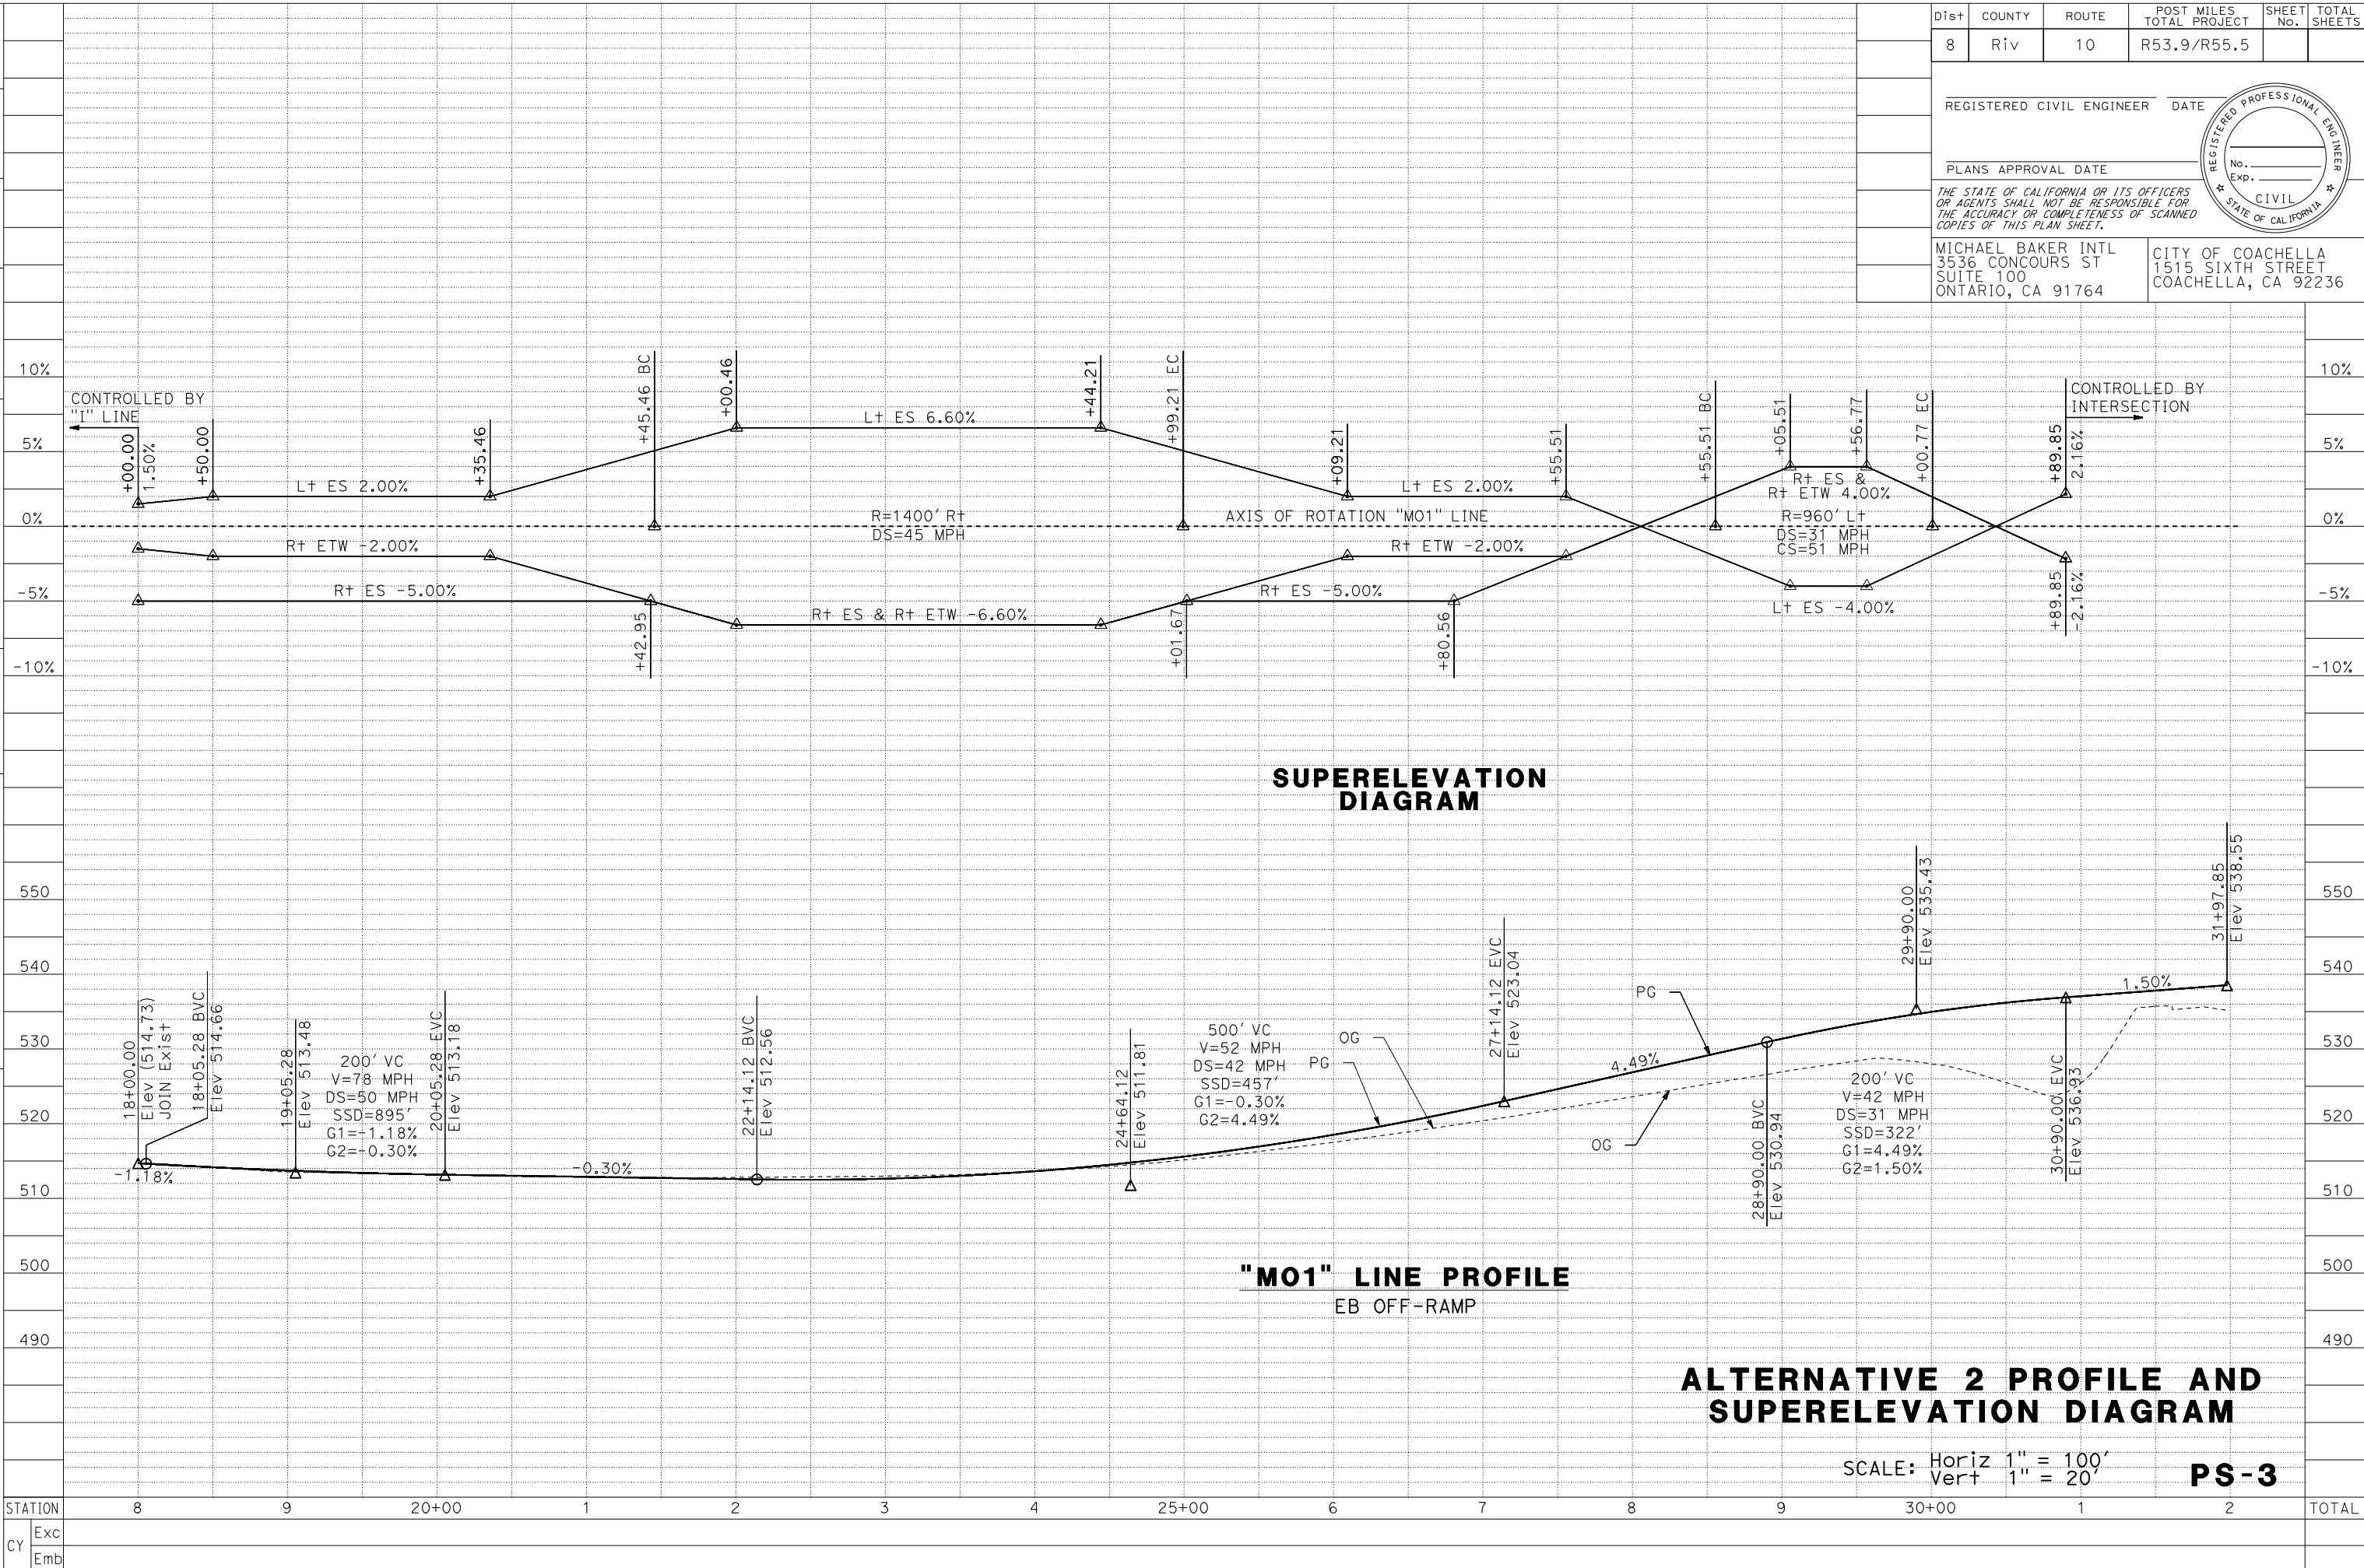 Dist COUNTY ROUTE POST MILES TOTAL PROJECT SHEET No. TOTAL SHEETS
8 Riv 10 R53.9/R55.5
REGISTERED CIVIL ENGINEER DATE
PLANS APPROVAL DATE
THE STATE OF CALIFORNIA OR ITS OFFICERS
OR AGENTS SHALL NOT BE RESPONSIBLE FOR
THE ACCURACY OR COMPLETENESS OF SCANNED
COPIES OF THIS PLAN SHEET.
REGISTERED PROFESSIONAL ENGINEER
No.
Exp.
CIVIL
STATE OF CALIFORNIA
MICHAEL BAKER INTL
3536 CONCOURS ST
SUITE 100
ONTARIO, CA 91764
CITY OF COACHELLA
1515 SIXTH STREET
COACHELLA, CA 92236
10%
5%
0%
-5%
-10%
10%
5%
0%
-5%
-10%
CONTROLLED BY
"I" LINE
+00.00
1.50%
+50.00
Lt ES 2.00%
+35.46
+45.46 BC
+00.46
Lt ES 6.60%
+44.21
+99.21 EC
+09.21
Lt ES 2.00%
+55.51
+55.51 BC
+05.51
+56.77
+00.77 EC
+89.85
2.16%
CONTROLLED BY
INTERSECTION
Rt ES &
Rt ETW 4.00%
R=1400' Rt
DS=45 MPH
AXIS OF ROTATION "MO1" LINE
R=960' Lt
DS=31 MPH
CS=51 MPH
Rt ETW -2.00%
Rt ETW -2.00%
Rt ES -5.00%
Rt ES & Rt ETW -6.60%
Rt ES -5.00%
Lt ES -4.00%
+42.95
+01.67
+80.56
+89.85
-2.16%
SUPERELEVATION
DIAGRAM
550
540
530
520
510
500
490
550
540
530
520
510
500
490
18+00.00
Elev (514.73)
JOIN Exist
18+05.28 BVC
Elev 514.66
-1.18%
19+05.28
Elev 513.48
200' VC
V=78 MPH
DS=50 MPH
SSD=895'
G1=-1.18%
G2=-0.30%
20+05.28 EVC
Elev 513.18
-0.30%
22+14.12 BVC
Elev 512.56
24+64.12
Elev 511.81
500' VC
V=52 MPH
DS=42 MPH
SSD=457'
G1=-0.30%
G2=4.49%
OG
PG
27+14.12 EVC
Elev 523.04
PG
OG
4.49%
28+90.00 BVC
Elev 530.94
200' VC
V=42 MPH
DS=31 MPH
SSD=322'
G1=4.49%
G2=1.50%
29+90.00
Elev 535.43
30+90.00 EVC
Elev 536.93
1.50%
31+97.85
Elev 538.55
"MO1" LINE PROFILE
EB OFF-RAMP
ALTERNATIVE 2 PROFILE AND
SUPERELEVATION DIAGRAM
SCALE: Horiz 1" = 100'
Vert 1" = 20'
PS-3
STATION 8 9 20+00 1 2 3 4 25+00 6 7 8 9 30+00 1 2 TOTAL
CY
Exc
Emb